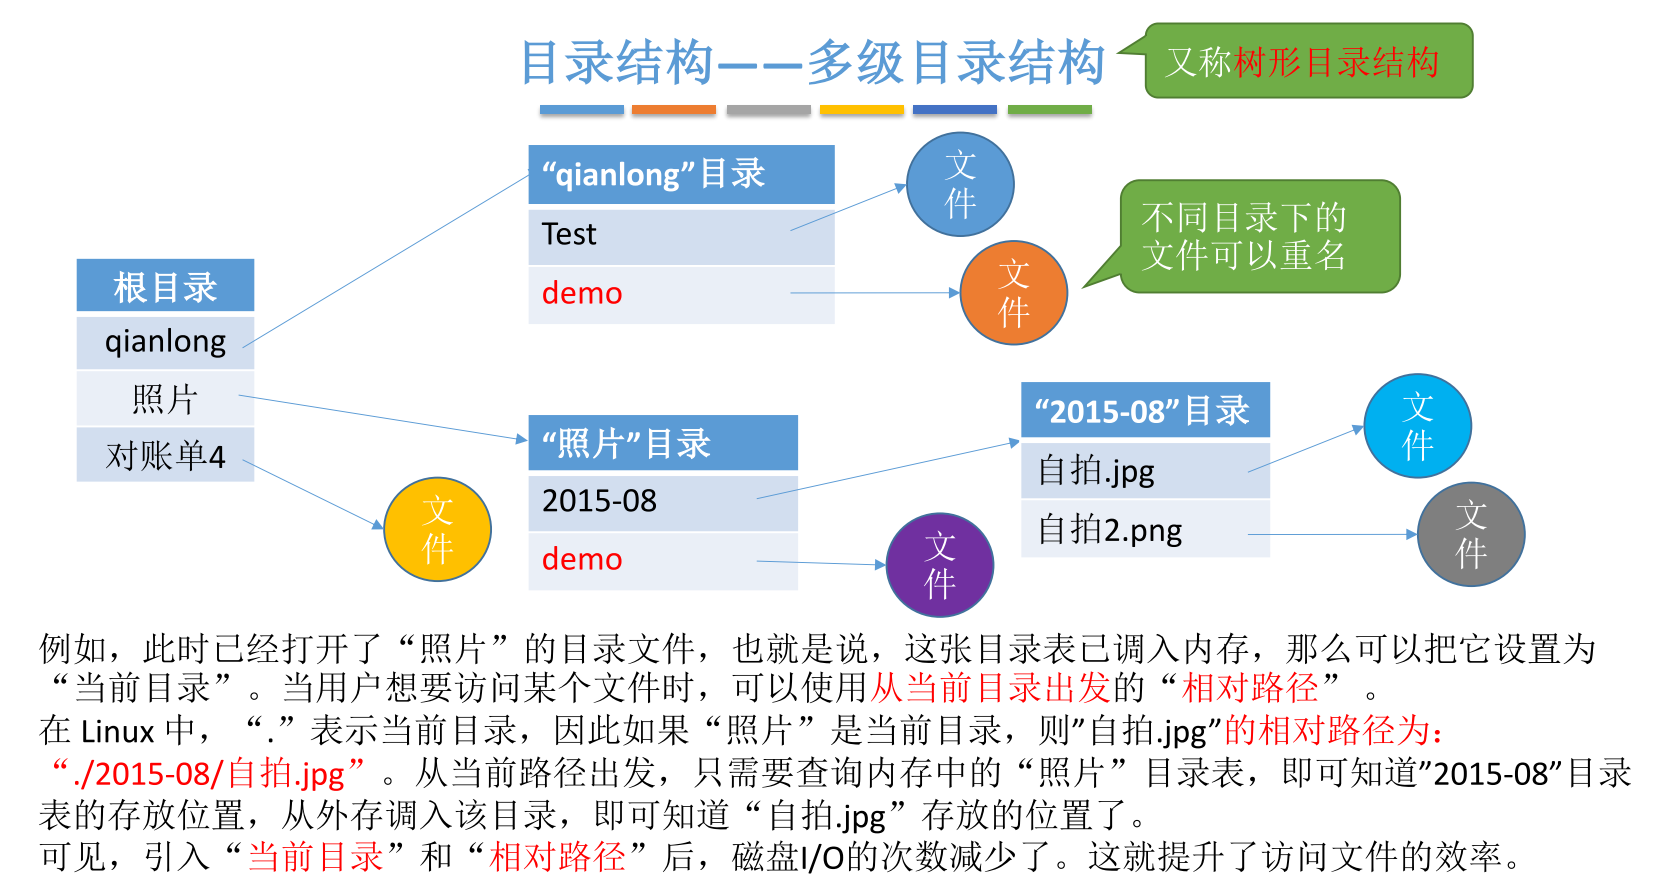 目录结构——多级目录结构
又称树形目录结构
“qianlong”目录
Test
demo
文
件
文
件
不同目录下的
文件可以重名
根目录
qianlong
照片
对账单4
文
件
“照片”目录
2015-08
demo
文
件
“2015-08”目录
自拍.jpg
自拍2.png
文
件
文
件
例如，此时已经打开了“照片”的目录文件，也就是说，这张目录表已调入内存，那么可以把它设置为
“当前目录”。当用户想要访问某个文件时，可以使用从当前目录出发的“相对路径” 。
在 Linux 中，“.”表示当前目录，因此如果“照片”是当前目录，则”自拍.jpg”的相对路径为：
“./2015-08/自拍.jpg”。从当前路径出发，只需要查询内存中的“照片”目录表，即可知道”2015-08”目录
表的存放位置，从外存调入该目录，即可知道“自拍.jpg”存放的位置了。
可见，引入“当前目录”和“相对路径”后，磁盘I/O的次数减少了。这就提升了访问文件的效率。